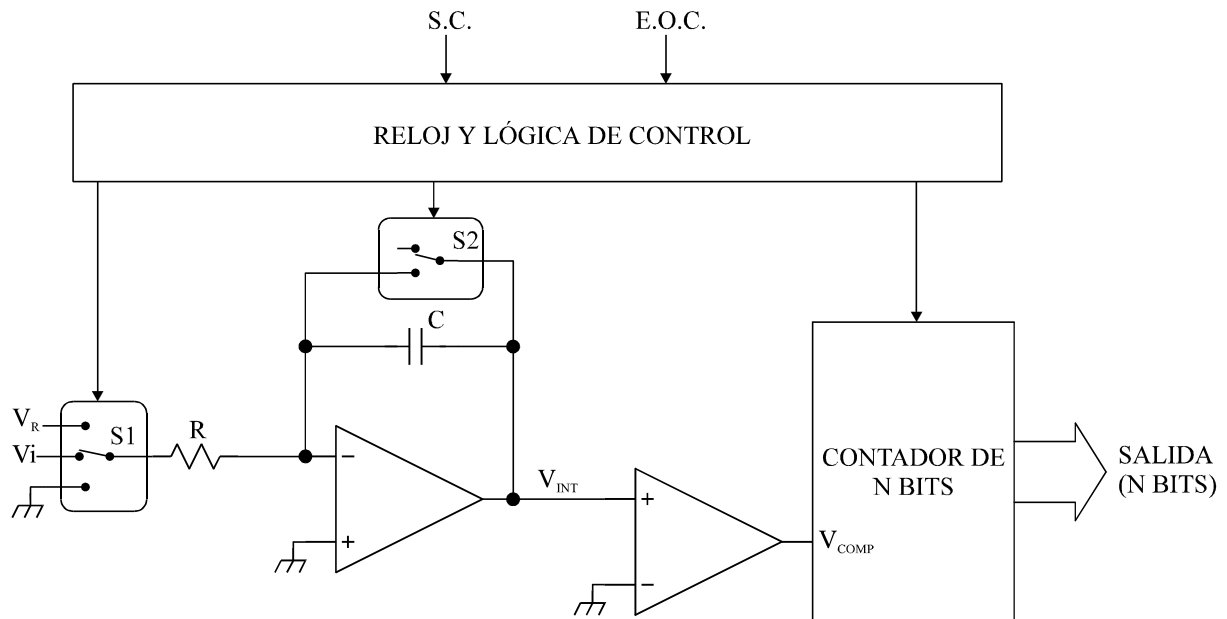 S.C.
E.O.C.
RELOJ Y LÓGICA DE CONTROL
S2
C
V_R
Vi
S1
R
V_INT
V_COMP
CONTADOR DE
N BITS
SALIDA
(N BITS)